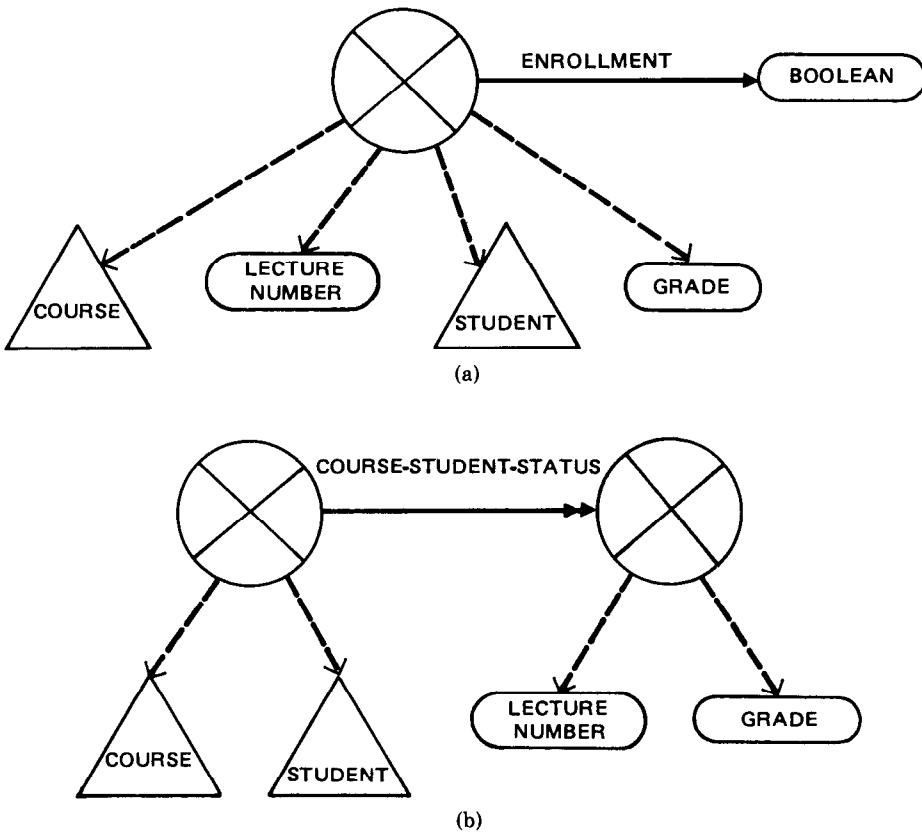 ENROLLMENT
BOOLEAN
COURSE
LECTURE
NUMBER
STUDENT
GRADE
(a)
COURSE-STUDENT-STATUS
COURSE
STUDENT
LECTURE
NUMBER
GRADE
(b)